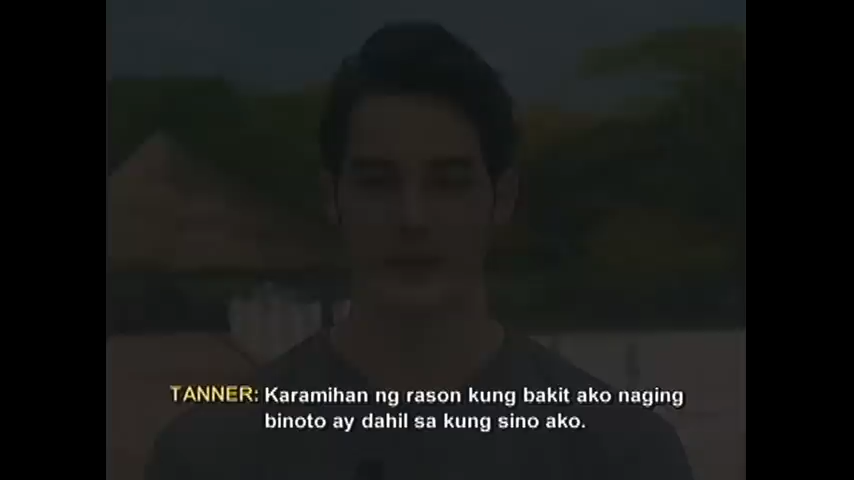 TANNER: Karamihan ng rason kung bakit ako naging
binoto ay dahil sa kung sino ako.